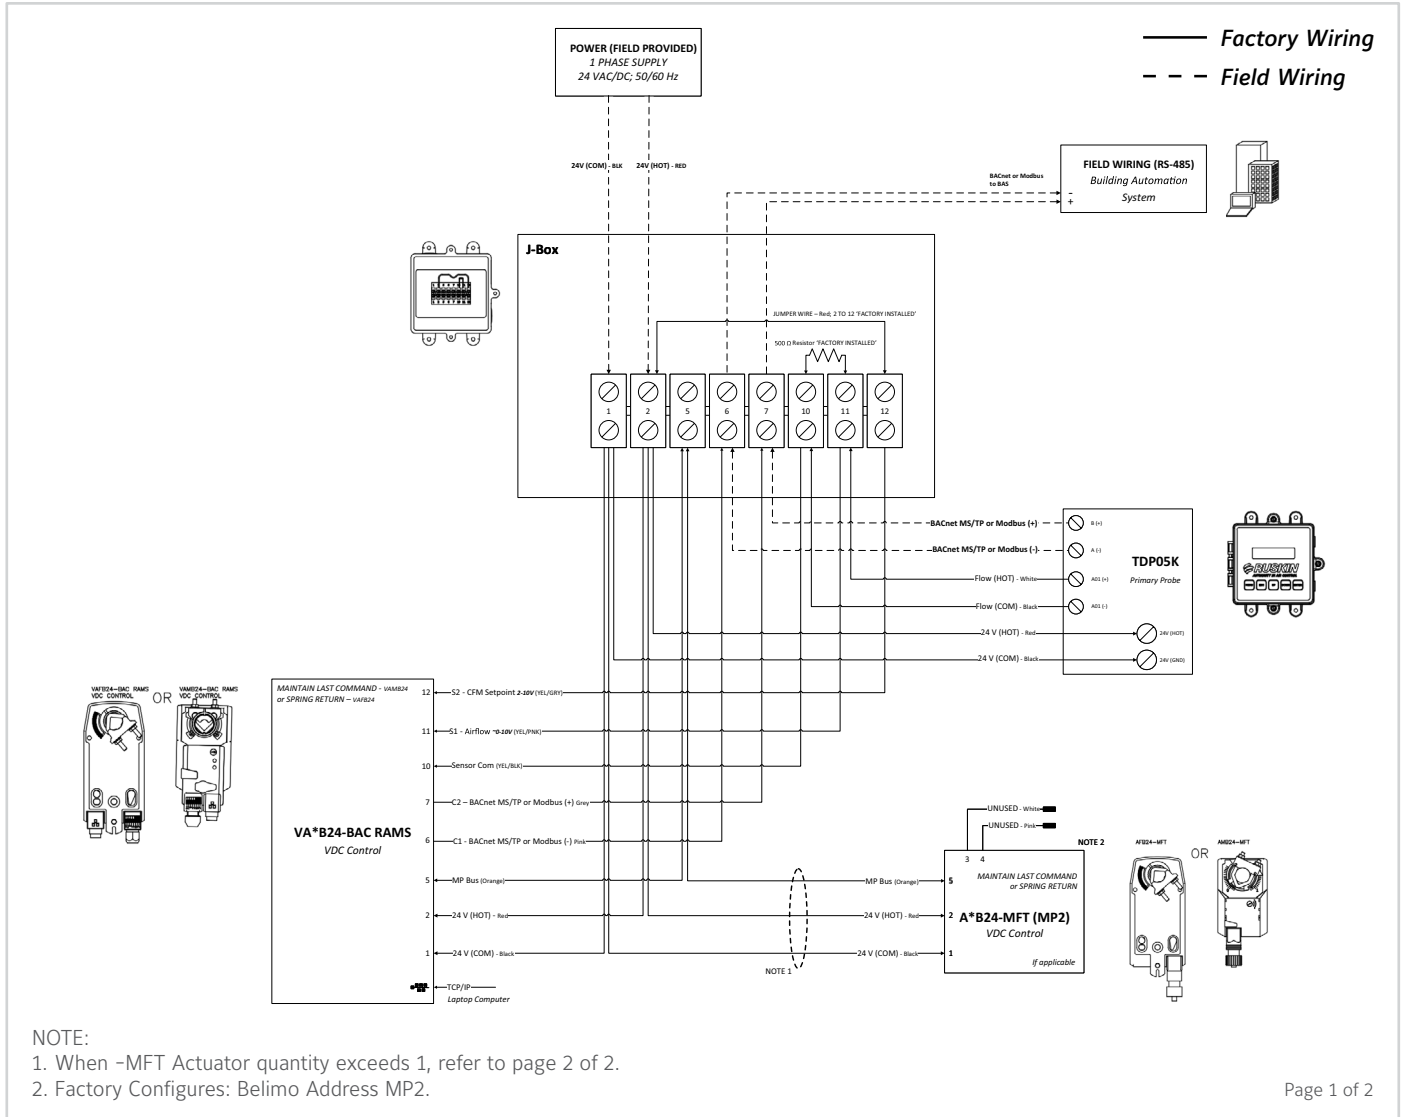 Factory Wiring
Field Wiring
POWER (FIELD PROVIDED)
1 PHASE SUPPLY
24 VAC/DC; 50/60 Hz
24V (COM) - BLK
24V (HOT) - RED
BACnet or Modbus
to BAS
-
+
FIELD WIRING (RS-485)
Building Automation
System
J-Box
JUMPER WIRE – Red; 2 TO 12 'FACTORY INSTALLED'
500 Ω Resistor 'FACTORY INSTALLED'
1
2
5
6
7
10
11
12
BACnet MS/TP or Modbus (+)
B (+)
BACnet MS/TP or Modbus (-)
A (-)
TDP05K
Primary Probe
Flow (HOT) - White
A01 (+)
Flow (COM) - Black
A01 (-)
24 V (HOT) - Red
24V (HOT)
24 V (COM) - Black
24V (GND)
RUSKIN
VAFB24-BAC RAMS
VDC CONTROL
OR
VAMB24-BAC RAMS
VDC CONTROL
MAINTAIN LAST COMMAND - VAMB24
or SPRING RETURN – VAFB24
12
S2 - CFM Setpoint 2-10V (YEL/GRY)
11
S1 - Airflow ~0-10V (YEL/PNK)
10
Sensor Com (YEL/BLK)
7
C2 – BACnet MS/TP or Modbus (+) Grey
VA*B24-BAC RAMS
VDC Control
6
C1 - BACnet MS/TP or Modbus (-) Pink
5
MP Bus (Orange)
2
24 V (HOT) - Red
1
24 V (COM) - Black
TCP/IP
Laptop Computer
UNUSED - White
UNUSED - Pink
3 4
NOTE 2
MAINTAIN LAST COMMAND
or SPRING RETURN
MP Bus (Orange)
5
24 V (HOT) - Red
2
A*B24-MFT (MP2)
VDC Control
24 V (COM) - Black
1
If applicable
NOTE 1
AFB24-MFT
OR
AMB24-MFT
NOTE:
1. When -MFT Actuator quantity exceeds 1, refer to page 2 of 2.
2. Factory Configures: Belimo Address MP2.
Page 1 of 2